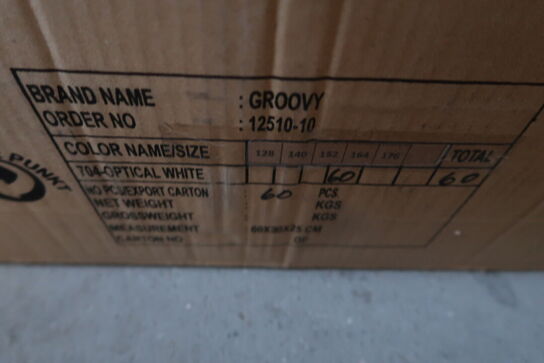 BRAND NAME : GROOVY
ORDER NO : 12510-10
COLOR NAME/SIZE 128 140 152 164 176 TOTAL
704-OPTICAL WHITE 60 60
NO PCS/EXPORT CARTON : 60 PCS.
NET WEIGHT : KGS
GROSSWEIGHT : KGS
MEASUREMENT : CM
CARTON NO OF
PUNKT